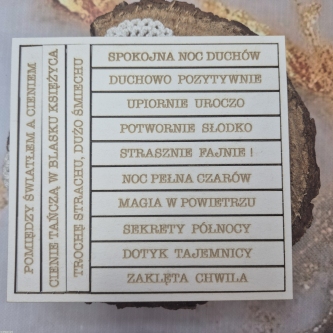 POMIĘDZY ŚWIATŁEM A CIENIEM
CIENIE TAŃCZĄ W BLASKU KSIĘŻYCA
TROCHĘ STRACHU, DUŻO ŚMIECHU
SPOKOJNA NOC DUCHÓW
DUCHOWO POZYTYWNIE
UPIORNIE UROCZO
POTWORNIE SŁODKO
STRASZNIE FAJNIE !
NOC PEŁNA CZARÓW
MAGIA W POWIETRZU
SEKRETY PÓŁNOCY
DOTYK TAJEMNICY
ZAKLĘTA CHWILA